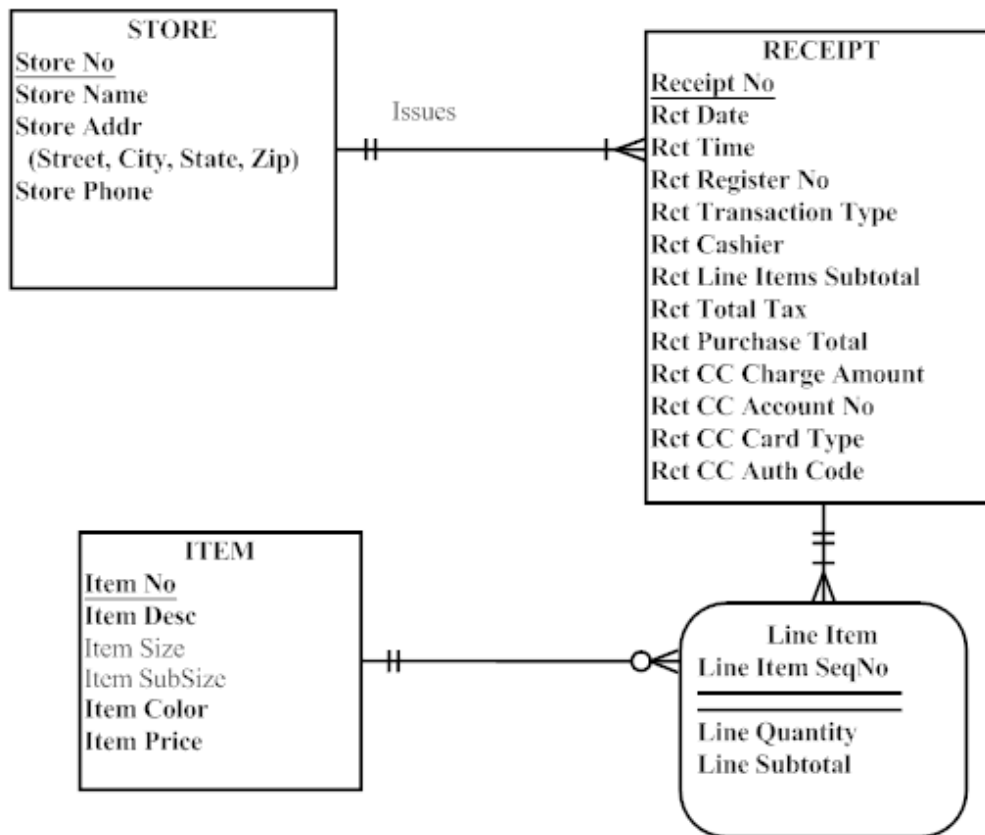 STORE
Store No
Store Name
Store Addr
(Street, City, State, Zip)
Store Phone
Issues
RECEIPT
Receipt No
Rct Date
Rct Time
Rct Register No
Rct Transaction Type
Rct Cashier
Rct Line Items Subtotal
Rct Total Tax
Rct Purchase Total
Rct CC Charge Amount
Rct CC Account No
Rct CC Card Type
Rct CC Auth Code
ITEM
Item No
Item Desc
Item Size
Item SubSize
Item Color
Item Price
Line Item
Line Item SeqNo
Line Quantity
Line Subtotal